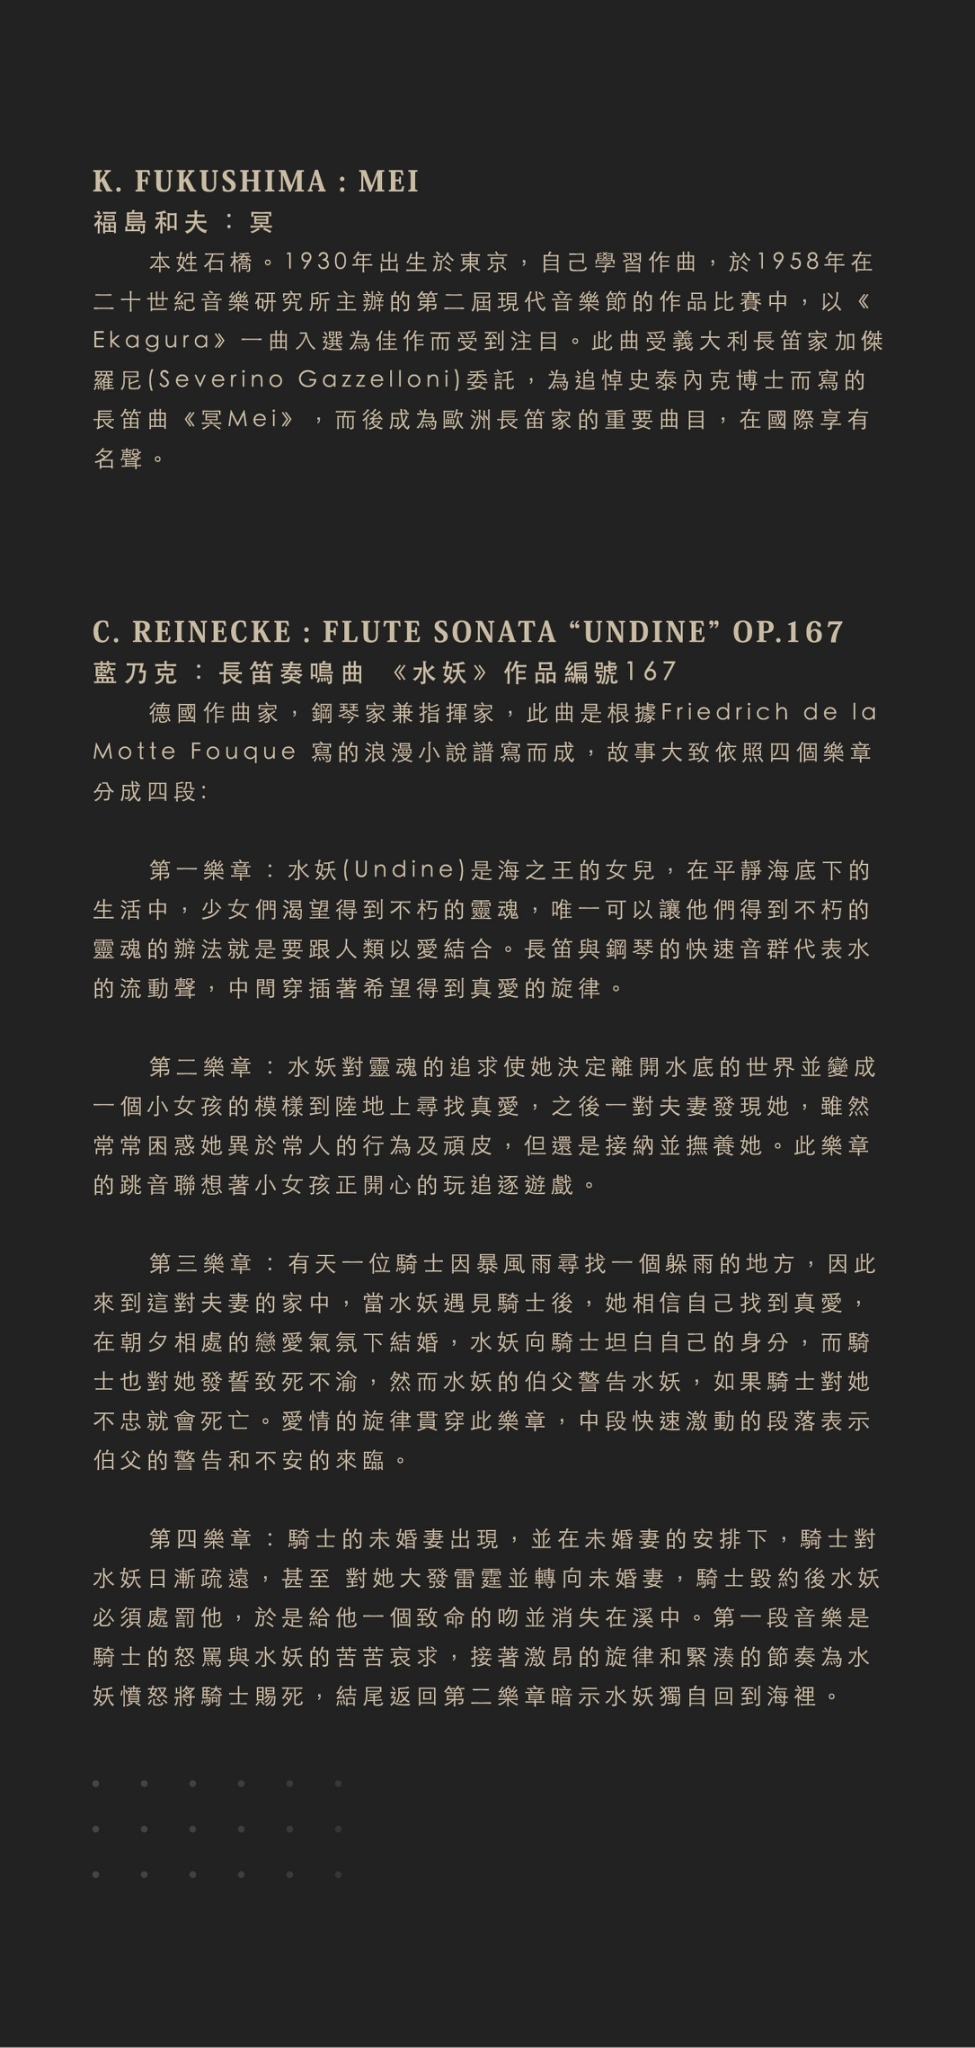 K. FUKUSHIMA : MEI
福島和夫：冥
本姓石橋。1930年出生於東京，自己學習作曲，於1958年在
二十世紀音樂研究所主辦的第二屆現代音樂節的作品比賽中，以《
Ekagura》一曲入選為佳作而受到注目。此曲受義大利長笛家加傑
羅尼(Severino Gazzelloni)委託，為追悼史泰內克博士而寫的
長笛曲《冥Mei》，而後成為歐洲長笛家的重要曲目，在國際享有
名聲。
C. REINECKE : FLUTE SONATA “UNDINE” OP.167
藍乃克：長笛奏鳴曲 《水妖》作品編號167
德國作曲家，鋼琴家兼指揮家，此曲是根據Friedrich de la
Motte Fouque 寫的浪漫小說譜寫而成，故事大致依照四個樂章
分成四段:
第一樂章：水妖(Undine)是海之王的女兒，在平靜海底下的
生活中，少女們渴望得到不朽的靈魂，唯一可以讓他們得到不朽的
靈魂的辦法就是要跟人類以愛結合。長笛與鋼琴的快速音群代表水
的流動聲，中間穿插著希望得到真愛的旋律。
第二樂章：水妖對靈魂的追求使她決定離開水底的世界並變成
一個小女孩的模樣到陸地上尋找真愛，之後一對夫妻發現她，雖然
常常困惑她異於常人的行為及頑皮，但還是接納並撫養她。此樂章
的跳音聯想著小女孩正開心的玩追逐遊戲。
第三樂章：有天一位騎士因暴風雨尋找一個躲雨的地方，因此
來到這對夫妻的家中，當水妖遇見騎士後，她相信自己找到真愛，
在朝夕相處的戀愛氣氛下結婚，水妖向騎士坦白自己的身分，而騎
士也對她發誓致死不渝，然而水妖的伯父警告水妖，如果騎士對她
不忠就會死亡。愛情的旋律貫穿此樂章，中段快速激動的段落表示
伯父的警告和不安的來臨。
第四樂章：騎士的未婚妻出現，並在未婚妻的安排下，騎士對
水妖日漸疏遠，甚至 對她大發雷霆並轉向未婚妻，騎士毀約後水妖
必須處罰他，於是給他一個致命的吻並消失在溪中。第一段音樂是
騎士的怒罵與水妖的苦苦哀求，接著激昂的旋律和緊湊的節奏為水
妖憤怒將騎士賜死，結尾返回第二樂章暗示水妖獨自回到海裡。